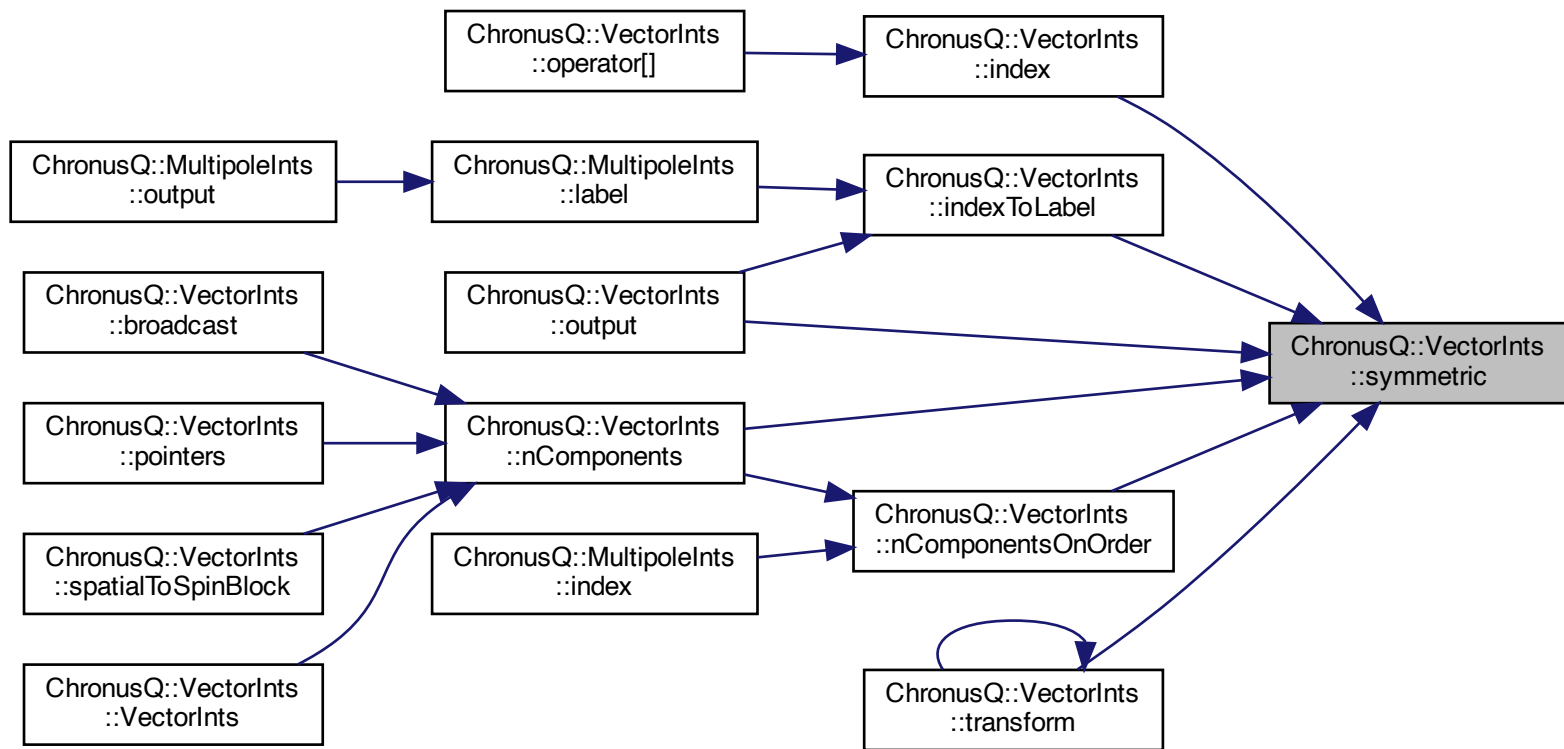 ChronusQ::VectorInts
::operator[]
ChronusQ::VectorInts
::index
ChronusQ::MultipoleInts
::output
ChronusQ::MultipoleInts
::label
ChronusQ::VectorInts
::indexToLabel
ChronusQ::VectorInts
::broadcast
ChronusQ::VectorInts
::output
ChronusQ::VectorInts
::symmetric
ChronusQ::VectorInts
::pointers
ChronusQ::VectorInts
::nComponents
ChronusQ::VectorInts
::nComponentsOnOrder
ChronusQ::VectorInts
::spatialToSpinBlock
ChronusQ::MultipoleInts
::index
ChronusQ::VectorInts
::VectorInts
ChronusQ::VectorInts
::transform